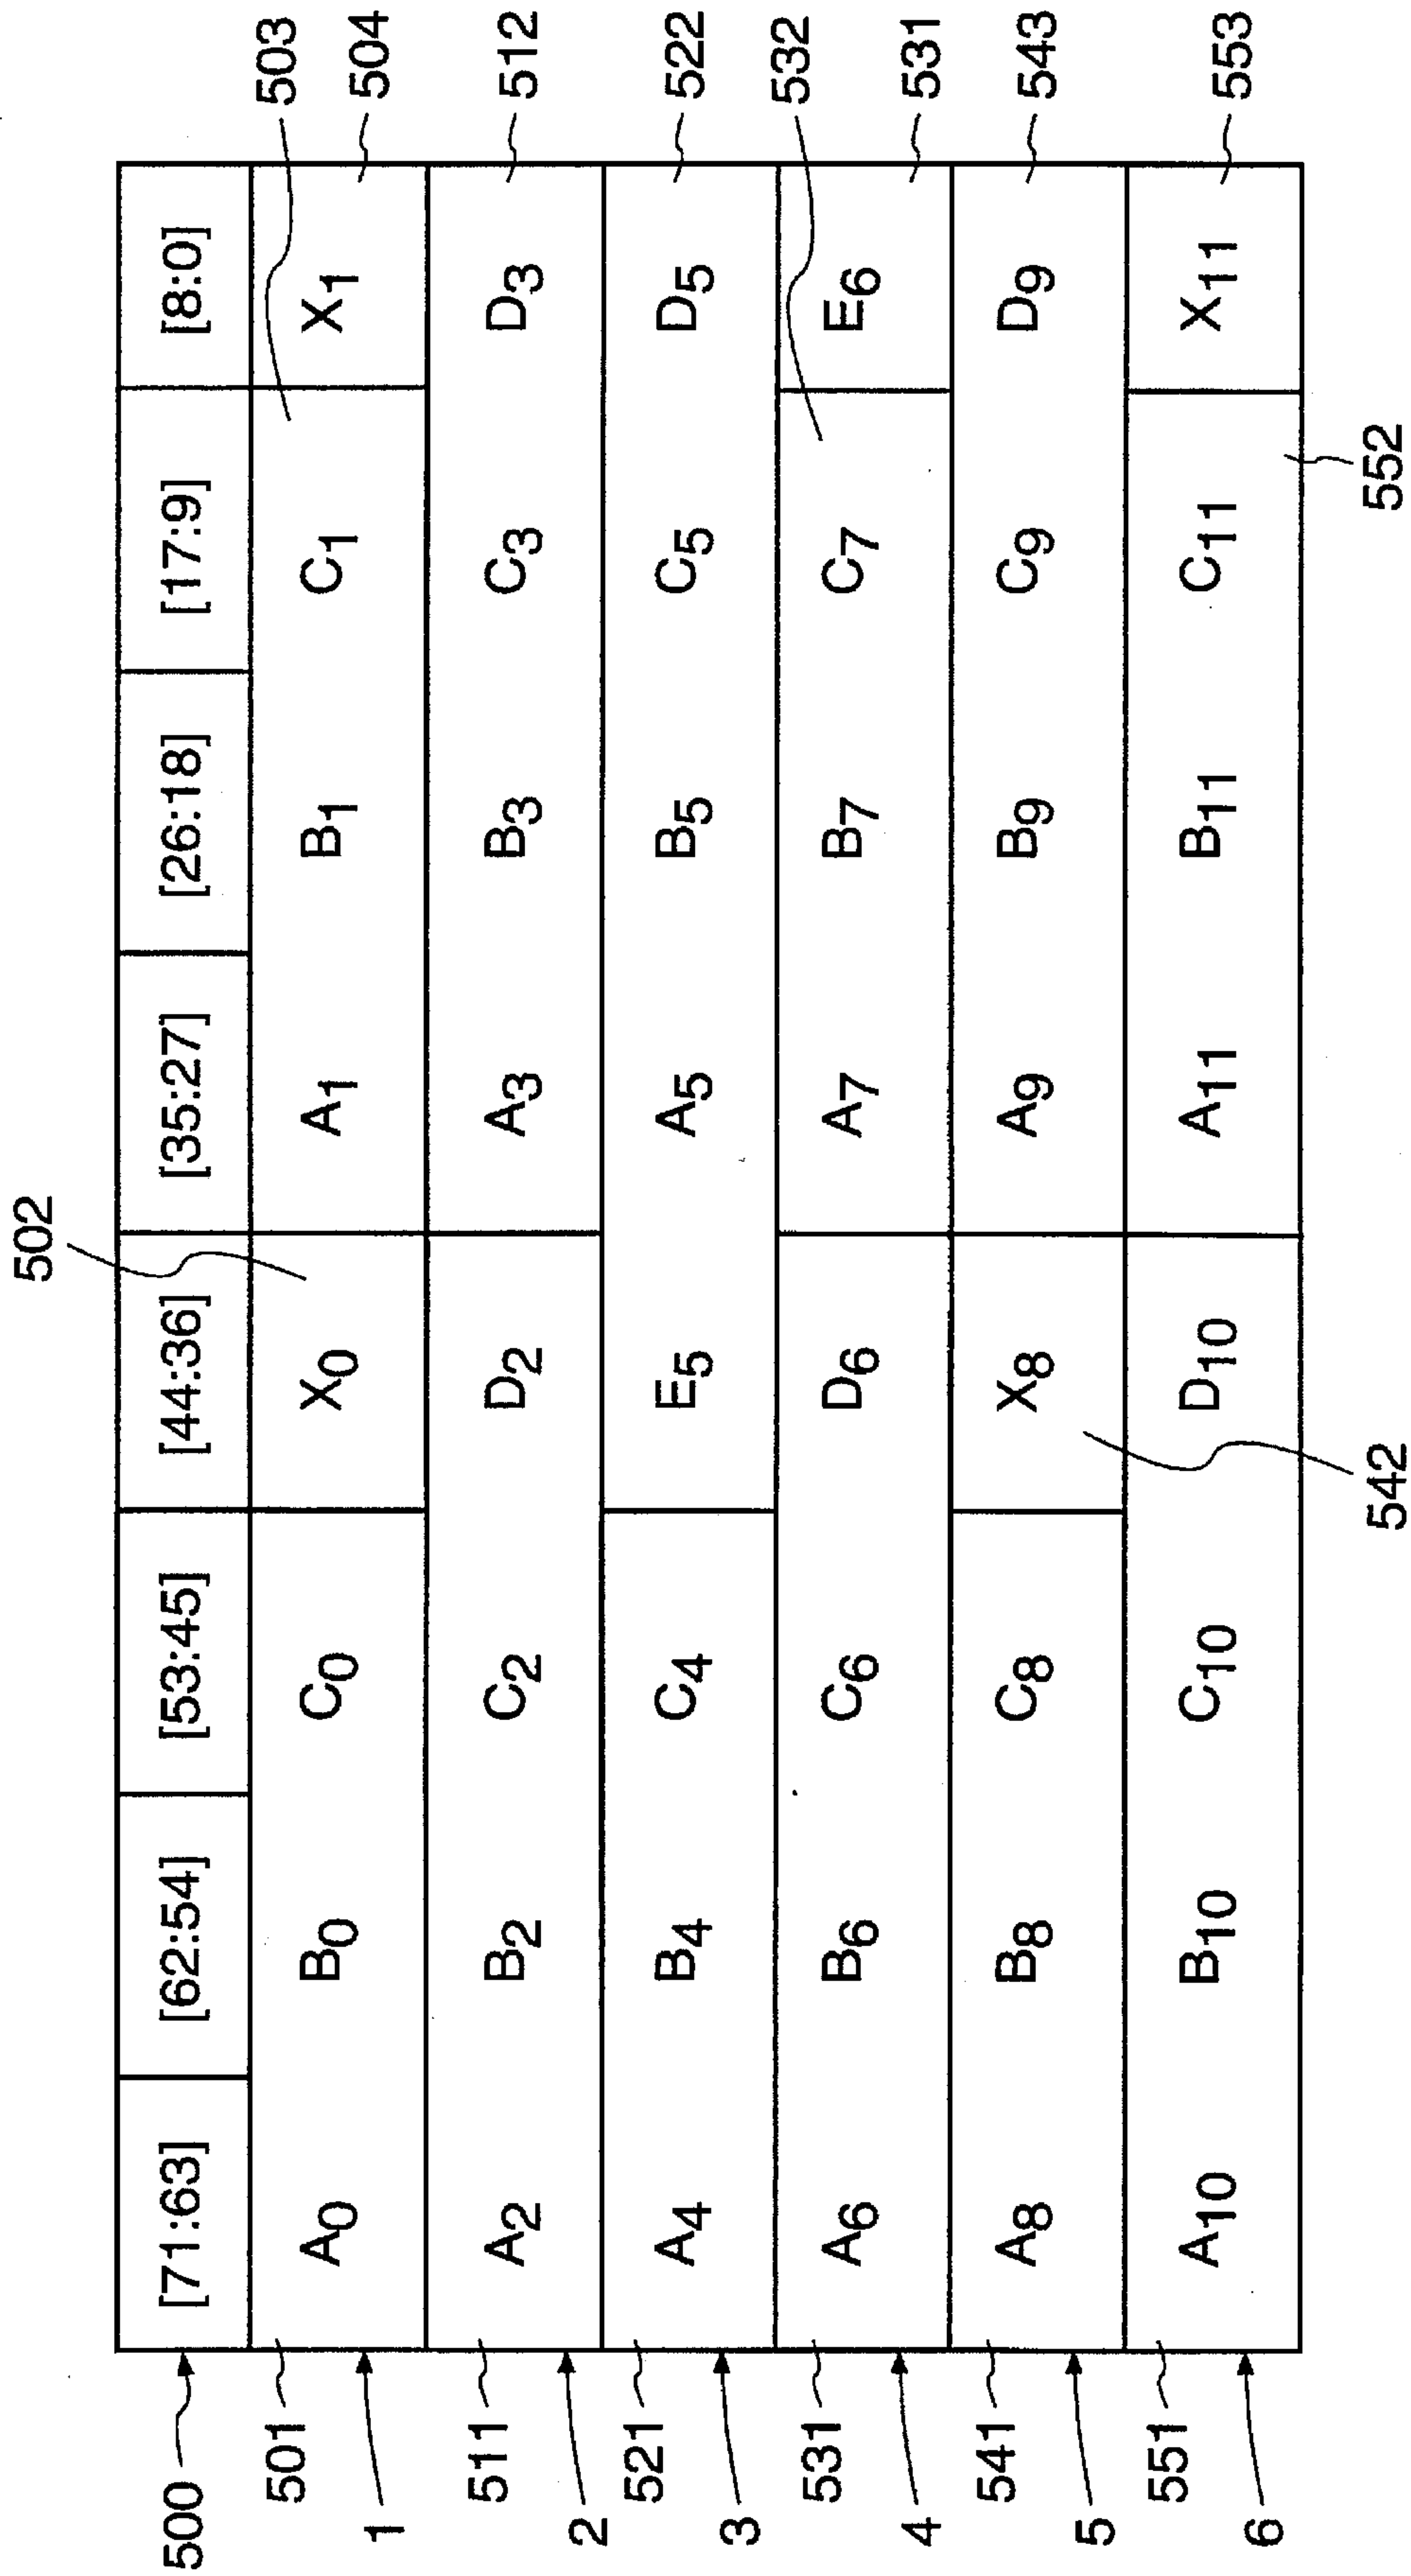 502
500 [71:63] [62:54] [53:45] [44:36] [35:27] [26:18] [17:9] [8:0]
501 503
1 A0 B0 C0 X0 A1 B1 C1 X1 504
511
2 A2 B2 C2 D2 A3 B3 C3 D3 512
521
3 A4 B4 C4 E5 A5 B5 C5 D5 522
531 532
4 A6 B6 C6 D6 A7 B7 C7 E6 531
541
5 A8 B8 C8 X8 A9 B9 C9 D9 543
551
6 A10 B10 C10 D10 A11 B11 C11 X11 553
542 552